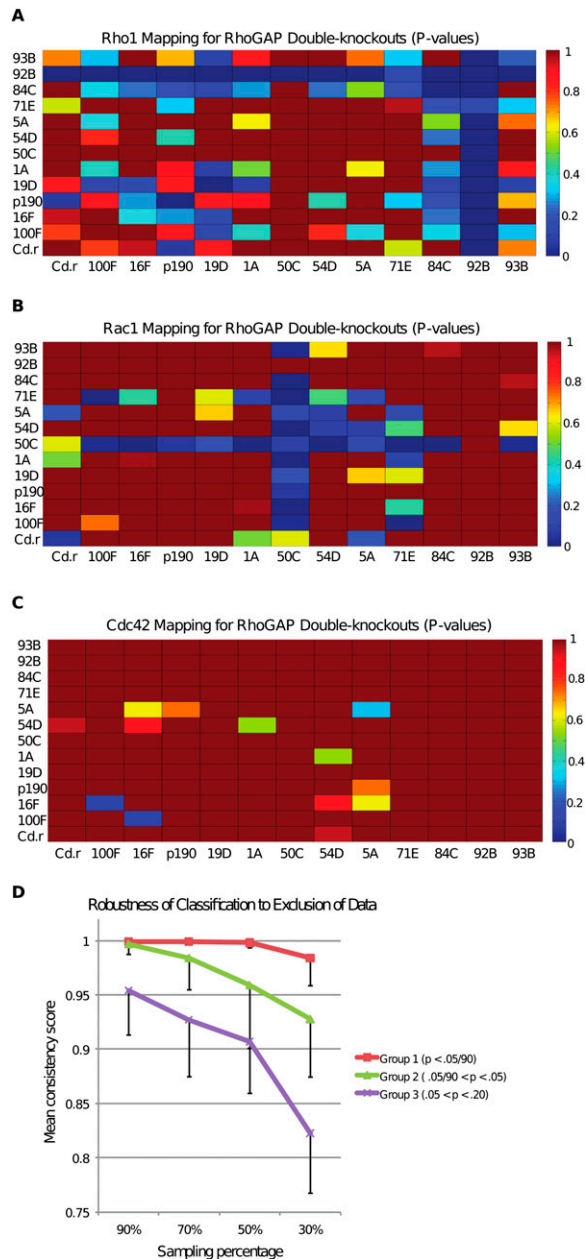 A
Rho1 Mapping for RhoGAP Double-knockouts (P-values)
93B
92B
84C
71E
5A
54D
50C
1A
19D
p190
16F
100F
Cd.r
Cd.r 100F 16F p190 19D 1A 50C 54D 5A 71E 84C 92B 93B
1
0.8
0.6
0.4
0.2
0
B
Rac1 Mapping for RhoGAP Double-knockouts (P-values)
93B
92B
84C
71E
5A
54D
50C
1A
19D
p190
16F
100F
Cd.r
Cd.r 100F 16F p190 19D 1A 50C 54D 5A 71E 84C 92B 93B
1
0.8
0.6
0.4
0.2
0
C
Cdc42 Mapping for RhoGAP Double-knockouts (P-values)
93B
92B
84C
71E
5A
54D
50C
1A
19D
p190
16F
100F
Cd.r
Cd.r 100F 16F p190 19D 1A 50C 54D 5A 71E 84C 92B 93B
1
0.8
0.6
0.4
0.2
0
D
Robustness of Classification to Exclusion of Data
Mean consistency score
1
0.95
0.9
0.85
0.8
0.75
90% 70% 50% 30%
Sampling percentage
Group 1 (p < .05/90)
Group 2 ( .05/90 < p < .05)
Group 3 (.05 < p < .20)